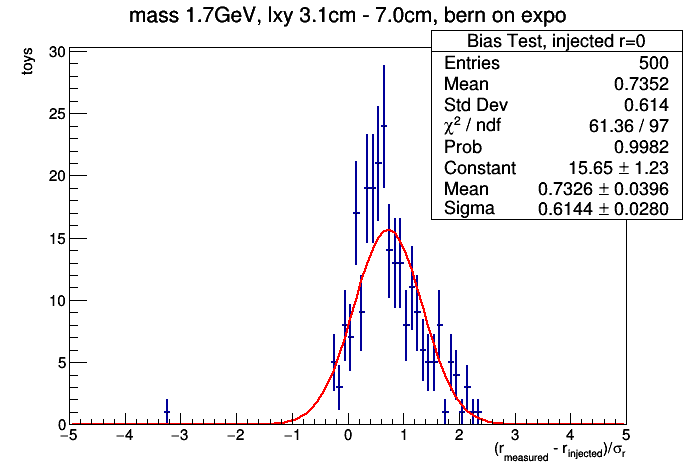 mass 1.7GeV, lxy 3.1cm - 7.0cm, bern on expo
Bias Test, injected r=0
Entries 500
Mean 0.7352
Std Dev 0.614
χ² / ndf 61.36 / 97
Prob 0.9982
Constant 15.65 ± 1.23
Mean 0.7326 ± 0.0396
Sigma 0.6144 ± 0.0280
toys
30
25
20
15
10
5
0
−5 −4 −3 −2 −1 0 1 2 3 4 5
(r_measured - r_injected)/σ_r